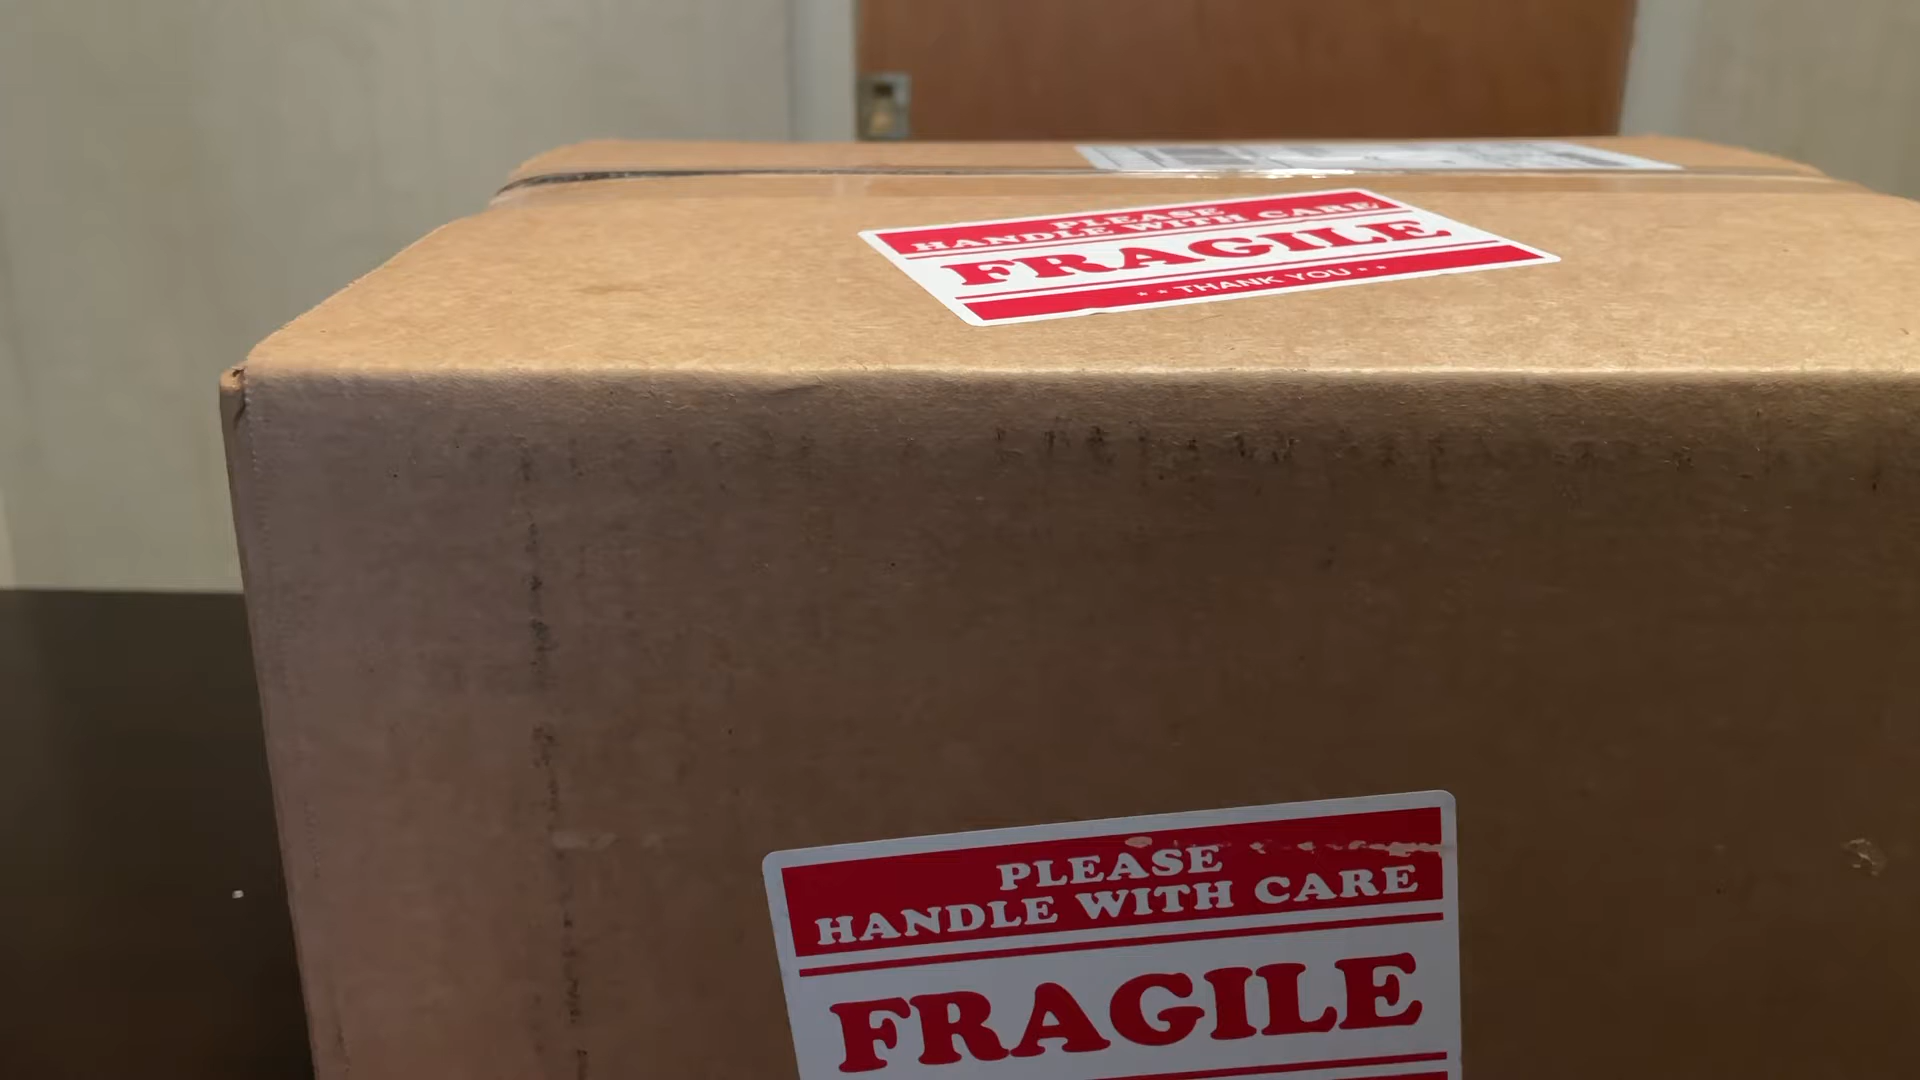 PLEASE
HANDLE WITH CARE
FRAGILE
* * THANK YOU * *
PLEASE
HANDLE WITH CARE
FRAGILE